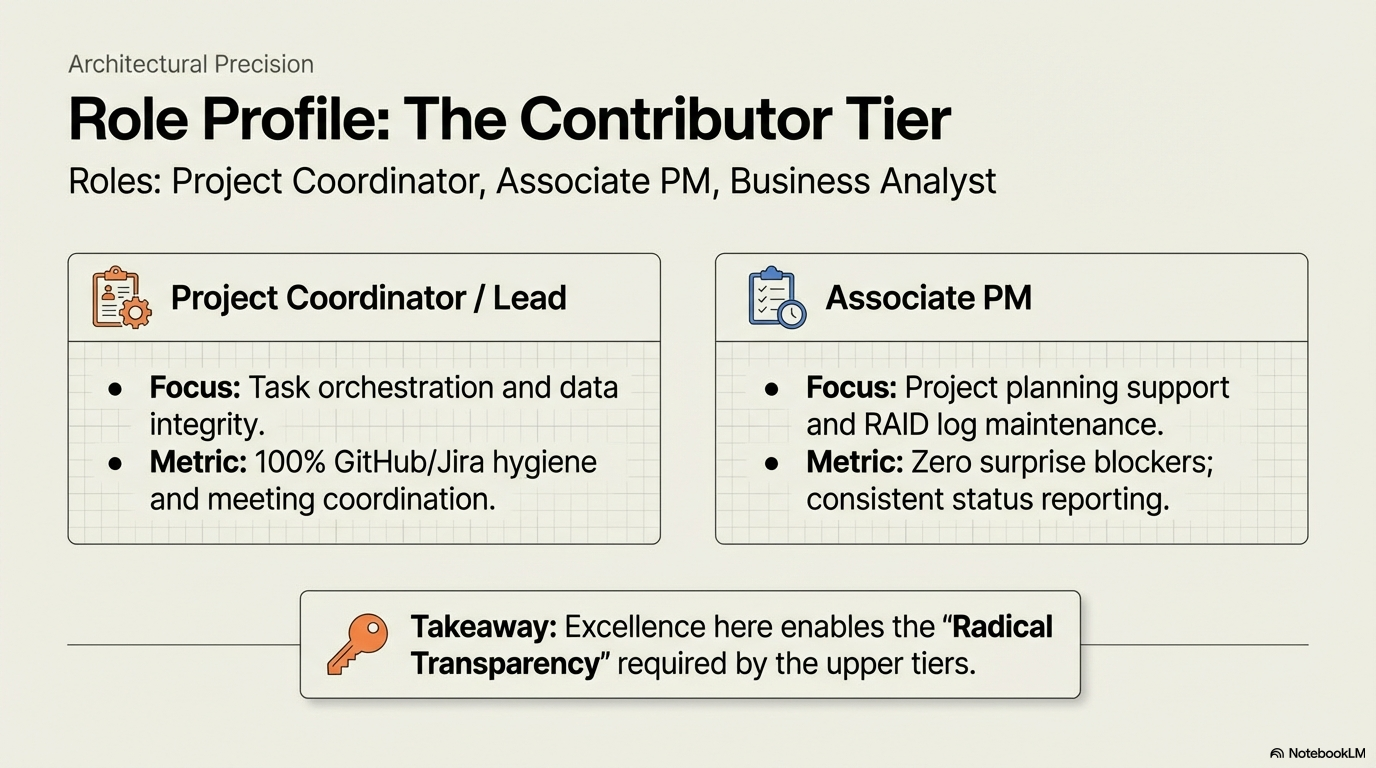 Architectural Precision
Role Profile: The Contributor Tier
Roles: Project Coordinator, Associate PM, Business Analyst
Project Coordinator / Lead
● Focus: Task orchestration and data
integrity.
● Metric: 100% GitHub/Jira hygiene
and meeting coordination.
Associate PM
● Focus: Project planning support
and RAID log maintenance.
● Metric: Zero surprise blockers;
consistent status reporting.
Takeaway: Excellence here enables the “Radical
Transparency” required by the upper tiers.
NotebookLM